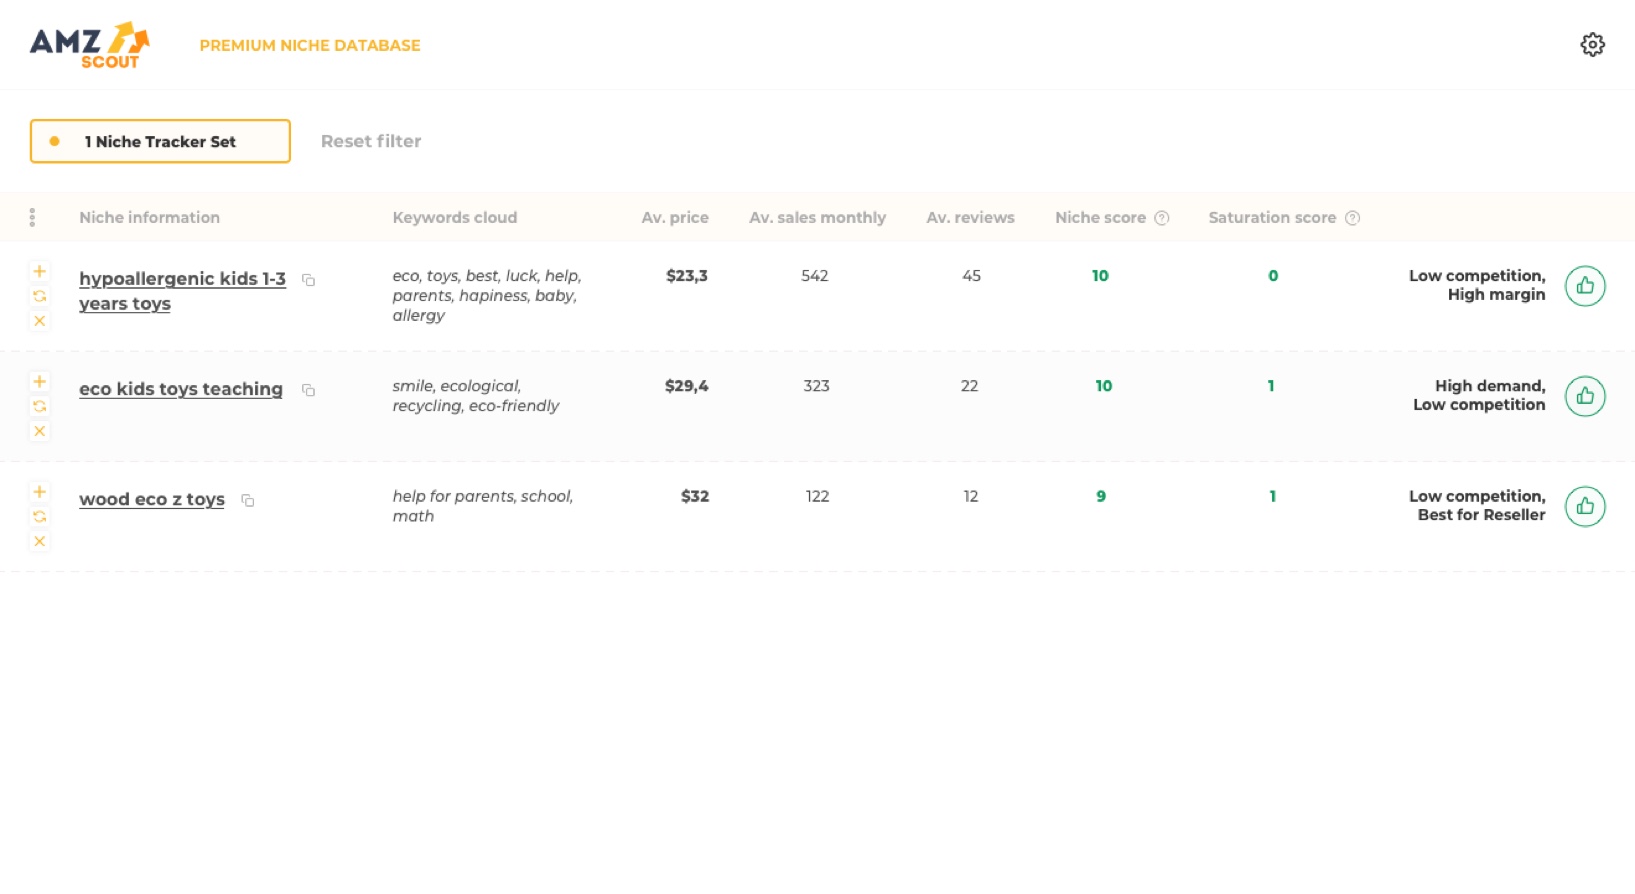 AMZ
SCOUT
PREMIUM NICHE DATABASE
1 Niche Tracker Set
Reset filter
Niche information
Keywords cloud
Av. price
Av. sales monthly
Av. reviews
Niche score ?
Saturation score ?
hypoallergenic kids 1-3
years toys
eco, toys, best, luck, help,
parents, hapiness, baby,
allergy
$23,3
542
45
10
0
Low competition,
High margin
eco kids toys teaching
smile, ecological,
recycling, eco-friendly
$29,4
323
22
10
1
High demand,
Low competition
wood eco z toys
help for parents, school,
math
$32
122
12
9
1
Low competition,
Best for Reseller